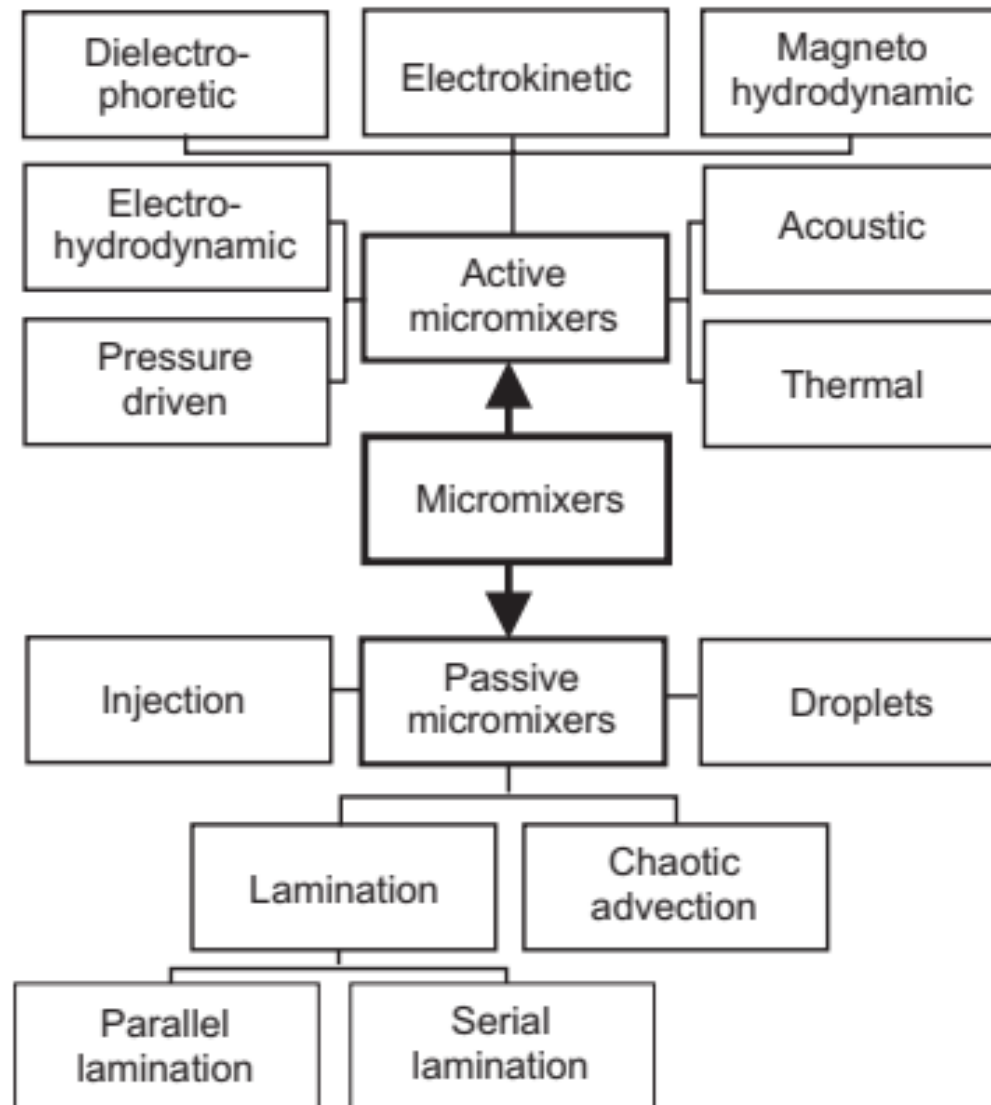 Dielectro-
phoretic
Electrokinetic
Magneto
hydrodynamic
Electro-
hydrodynamic
Active
micromixers
Acoustic
Pressure
driven
Thermal
Micromixers
Injection
Passive
micromixers
Droplets
Lamination
Chaotic
advection
Parallel
lamination
Serial
lamination